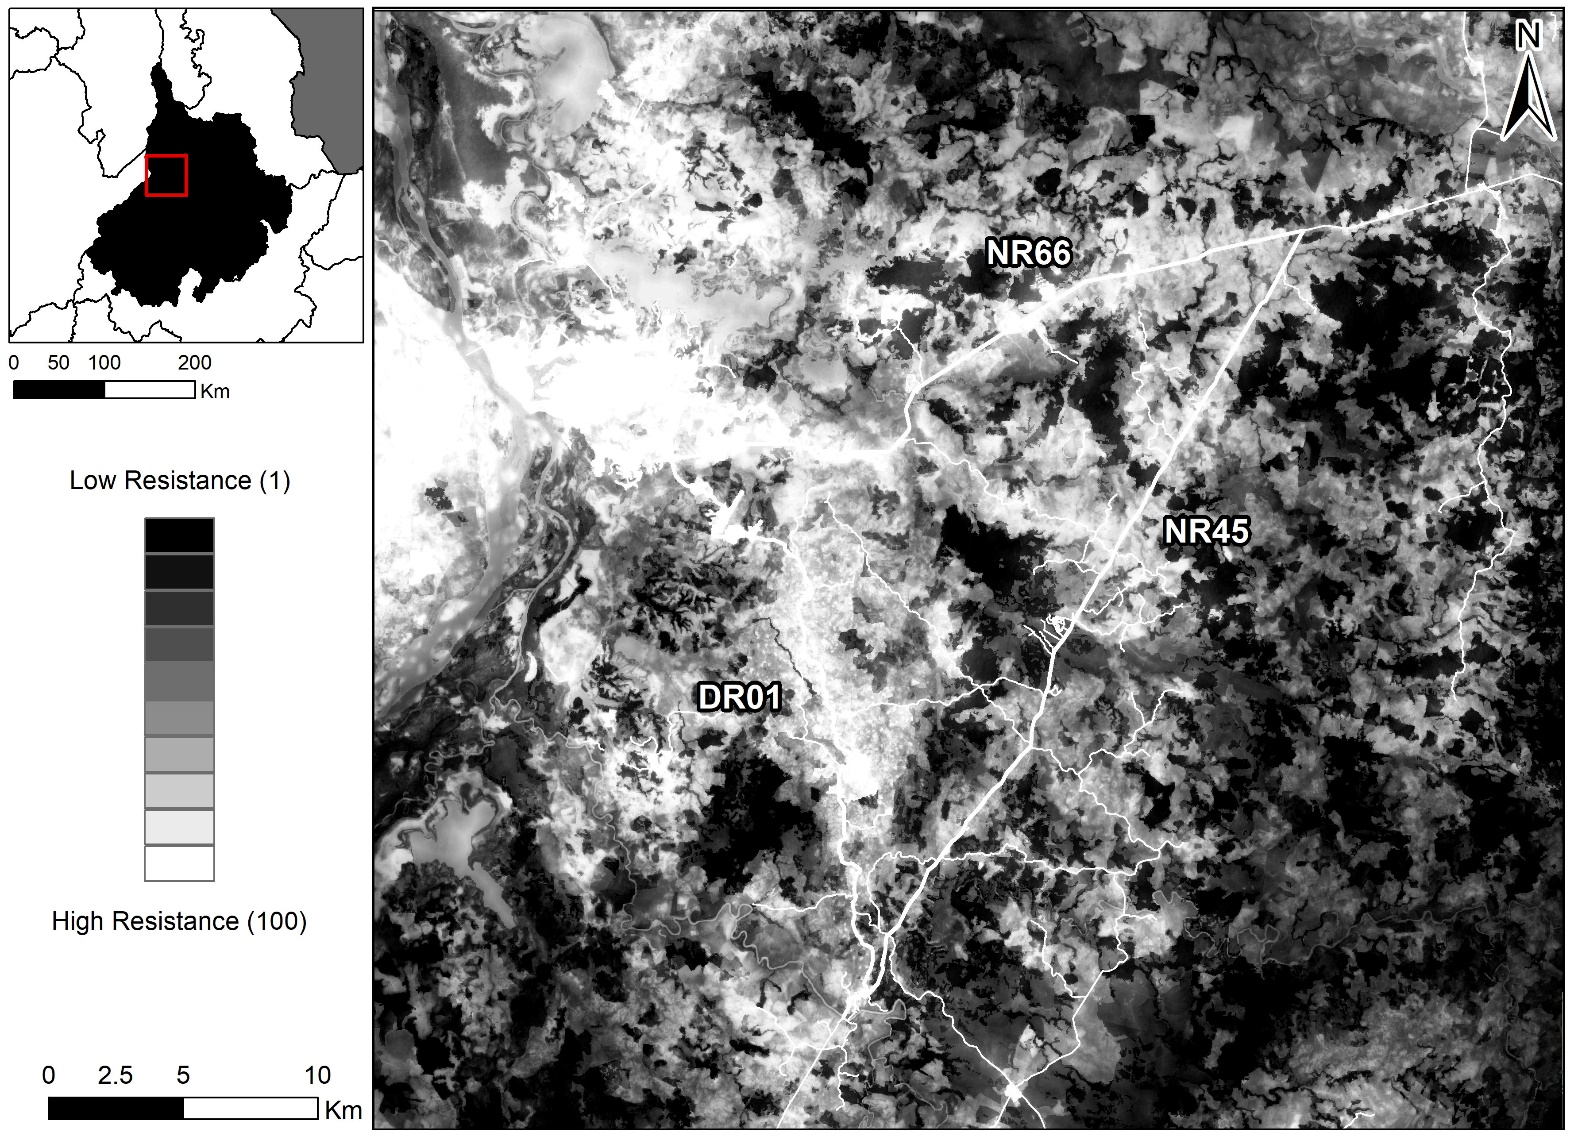 0 50 100 200
Km
Low Resistance (1)
High Resistance (100)
0 2.5 5 10
Km
N
NR66
NR45
DR01